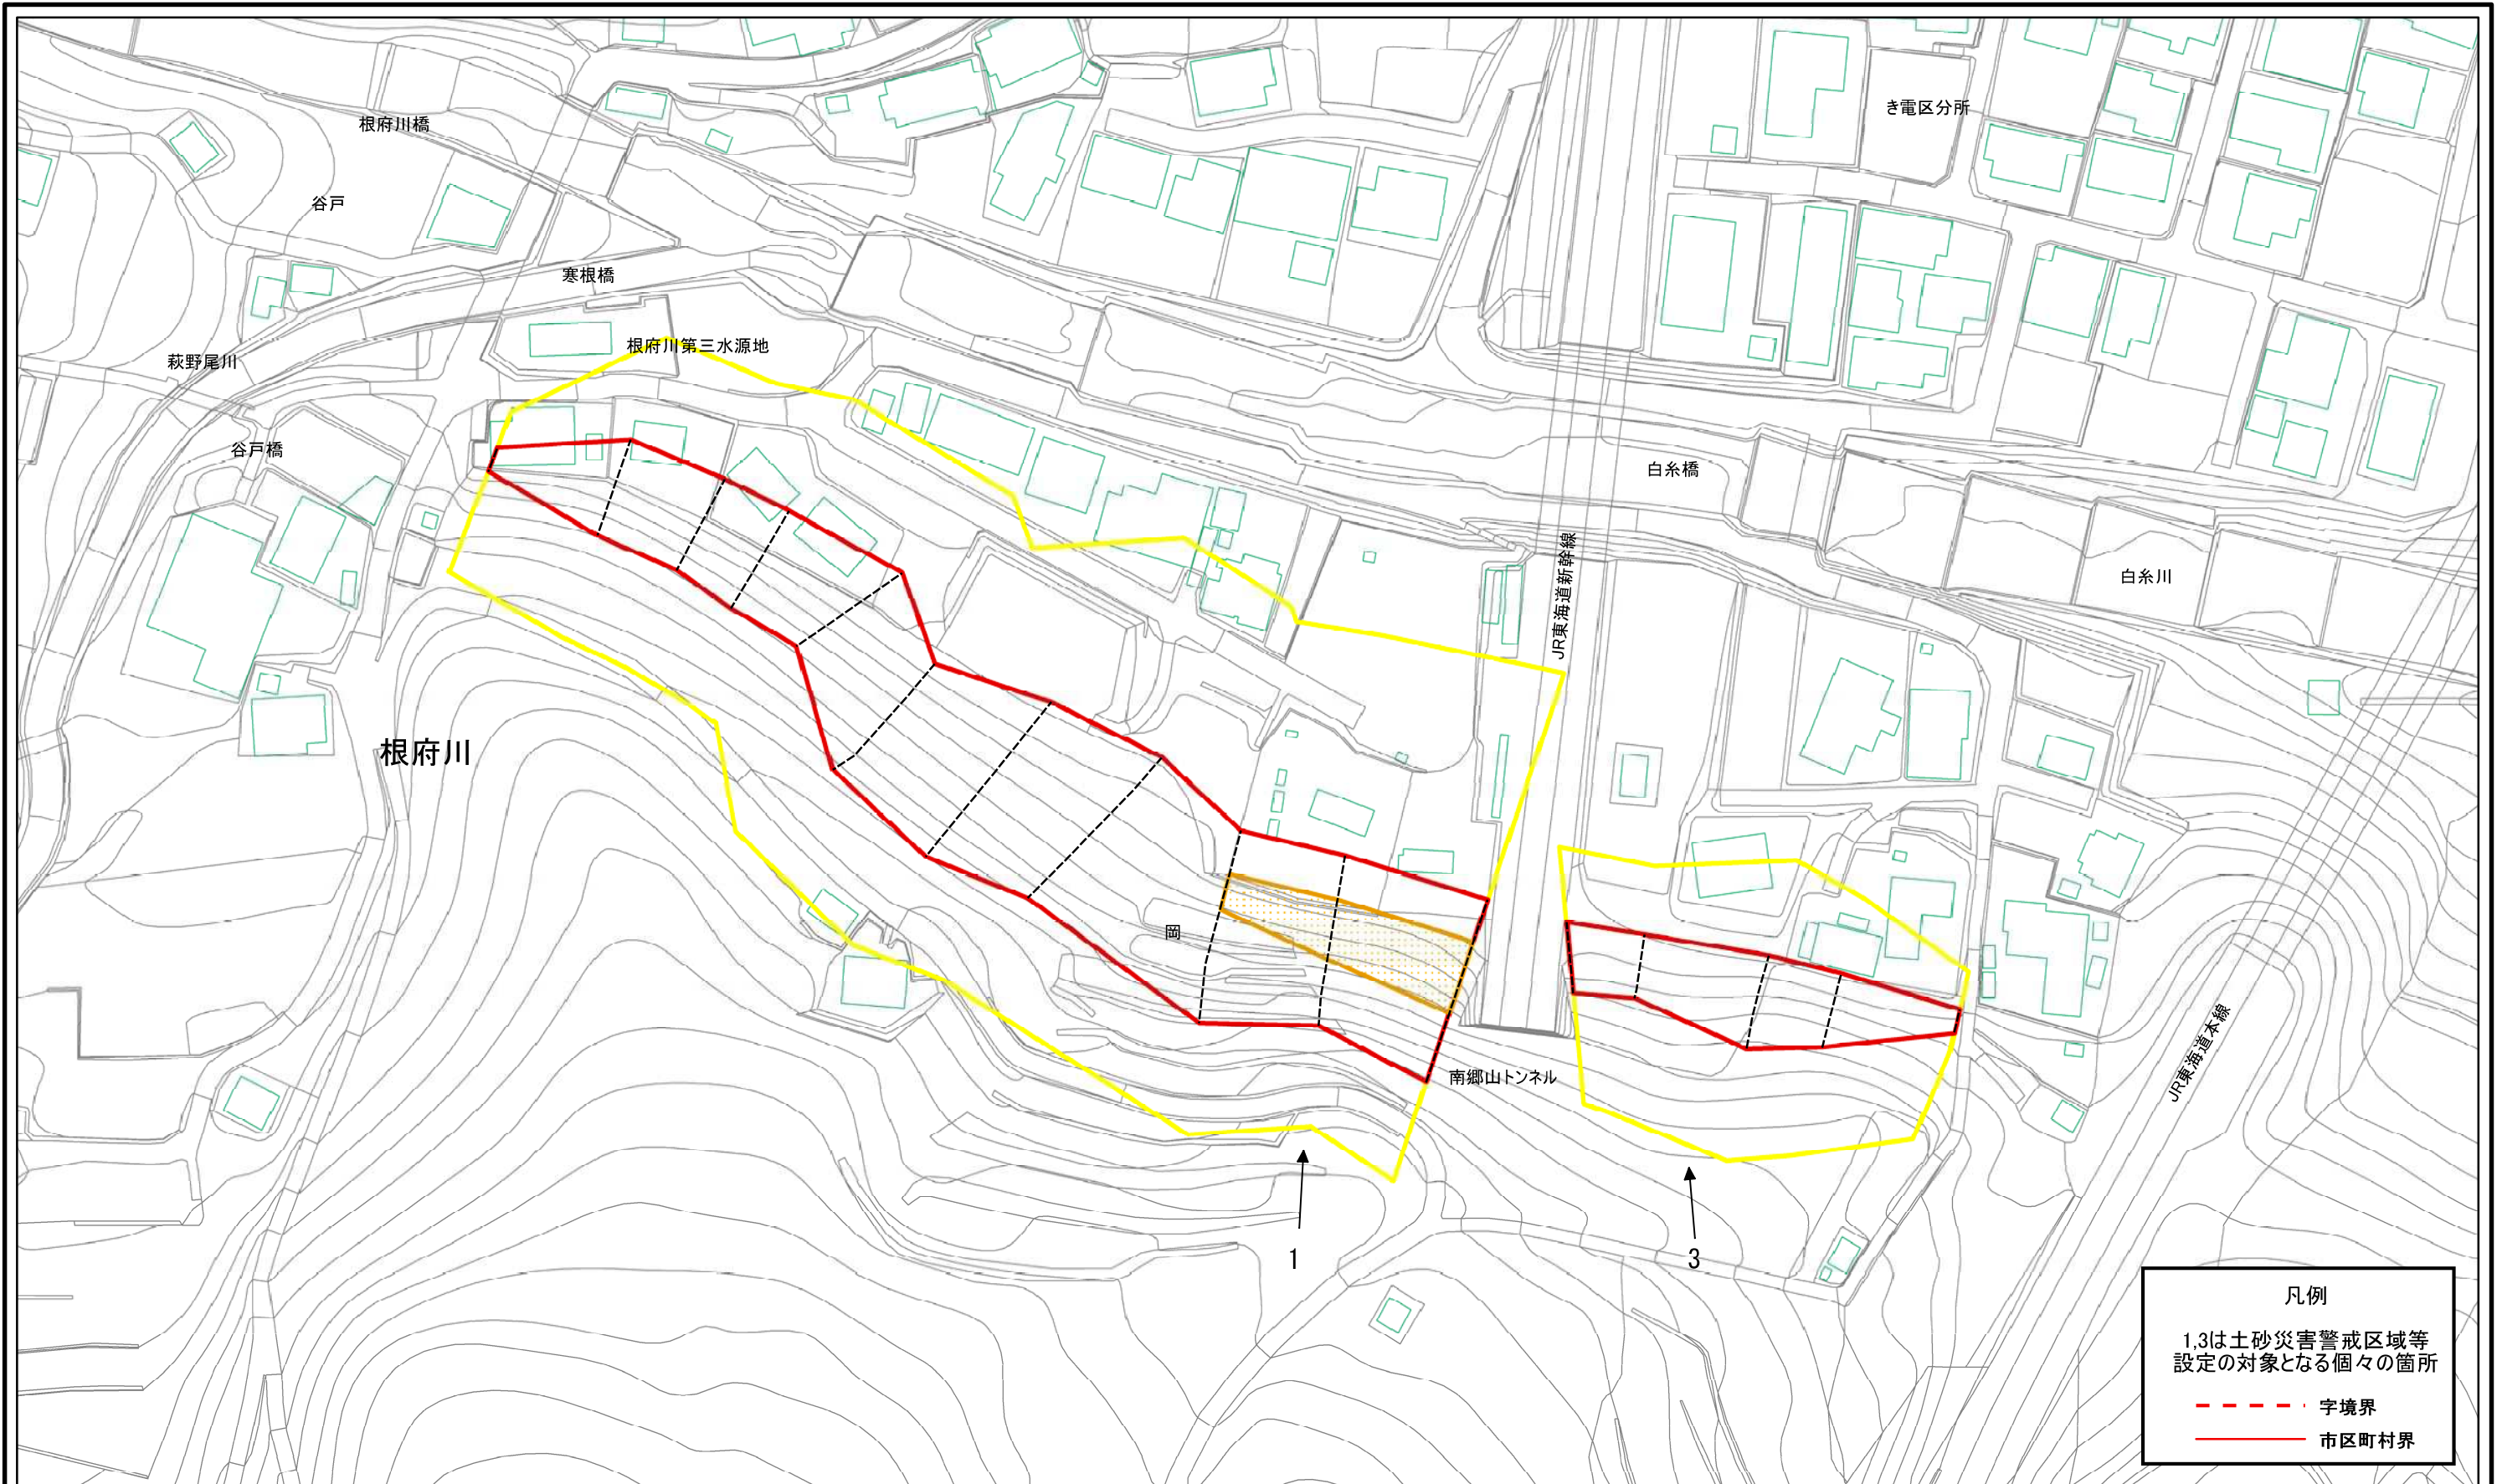 き電区分所
根府川橋
谷戸
寒根橋
根府川第三水源地
萩野尾川
谷戸橋
白糸橋
JR東海道新幹線
白糸川
根府川
岡
南郷山トンネル
JR東海道本線
1
3
凡例
1,3は土砂災害警戒区域等
設定の対象となる個々の箇所
字境界
市区町村界